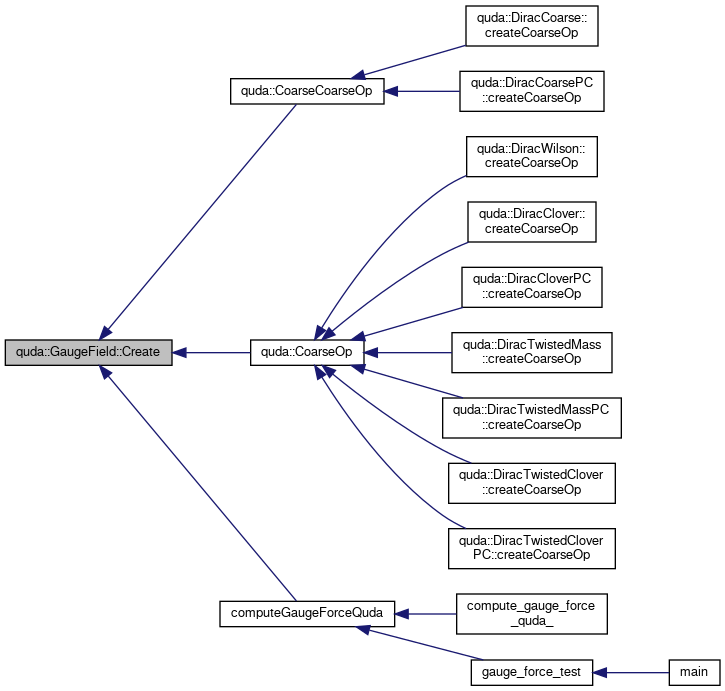 quda::DiracCoarse::
createCoarseOp
quda::CoarseCoarseOp
quda::DiracCoarsePC
::createCoarseOp
quda::DiracWilson::
createCoarseOp
quda::DiracClover::
createCoarseOp
quda::DiracCloverPC
::createCoarseOp
quda::GaugeField::Create
quda::CoarseOp
quda::DiracTwistedMass
::createCoarseOp
quda::DiracTwistedMassPC
::createCoarseOp
quda::DiracTwistedClover
::createCoarseOp
quda::DiracTwistedClover
PC::createCoarseOp
computeGaugeForceQuda
compute_gauge_force
_quda_
gauge_force_test
main